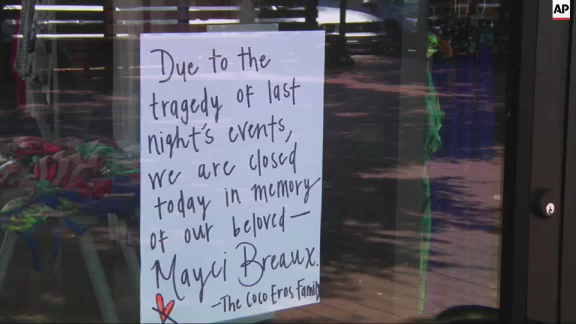 AP
Due to the
tragedy of last
night's events,
we are closed
today in memory
of our beloved—
Mayci Breaux.
-The Coco Eros Family